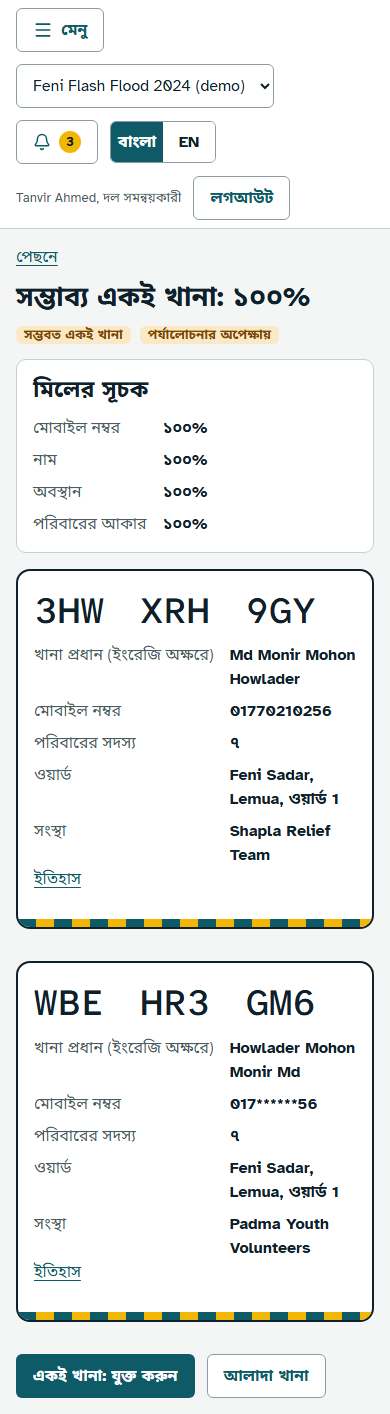 মেনু
Feni Flash Flood 2024 (demo)
3 বাংলা EN
Tanvir Ahmed, দল সমন্বয়কারী লগআউট
পেছনে
সম্ভাব্য একই খানা: ১০০%
সম্ভবত একই খানা পর্যালোচনার অপেক্ষায়
মিলের সূচক
মোবাইল নম্বর ১০০%
নাম ১০০%
অবস্থান ১০০%
পরিবারের আকার ১০০%
3HW XRH 9GY
খানা প্রধান (ইংরেজি অক্ষরে) Md Monir Mohon
Howlader
মোবাইল নম্বর 01770210256
পরিবারের সদস্য ৭
ওয়ার্ড Feni Sadar,
Lemua, ওয়ার্ড 1
সংস্থা Shapla Relief
Team
ইতিহাস
WBE HR3 GM6
খানা প্রধান (ইংরেজি অক্ষরে) Howlader Mohon
Monir Md
মোবাইল নম্বর 017******56
পরিবারের সদস্য ৭
ওয়ার্ড Feni Sadar,
Lemua, ওয়ার্ড 1
সংস্থা Padma Youth
Volunteers
ইতিহাস
একই খানা: যুক্ত করুন আলাদা খানা